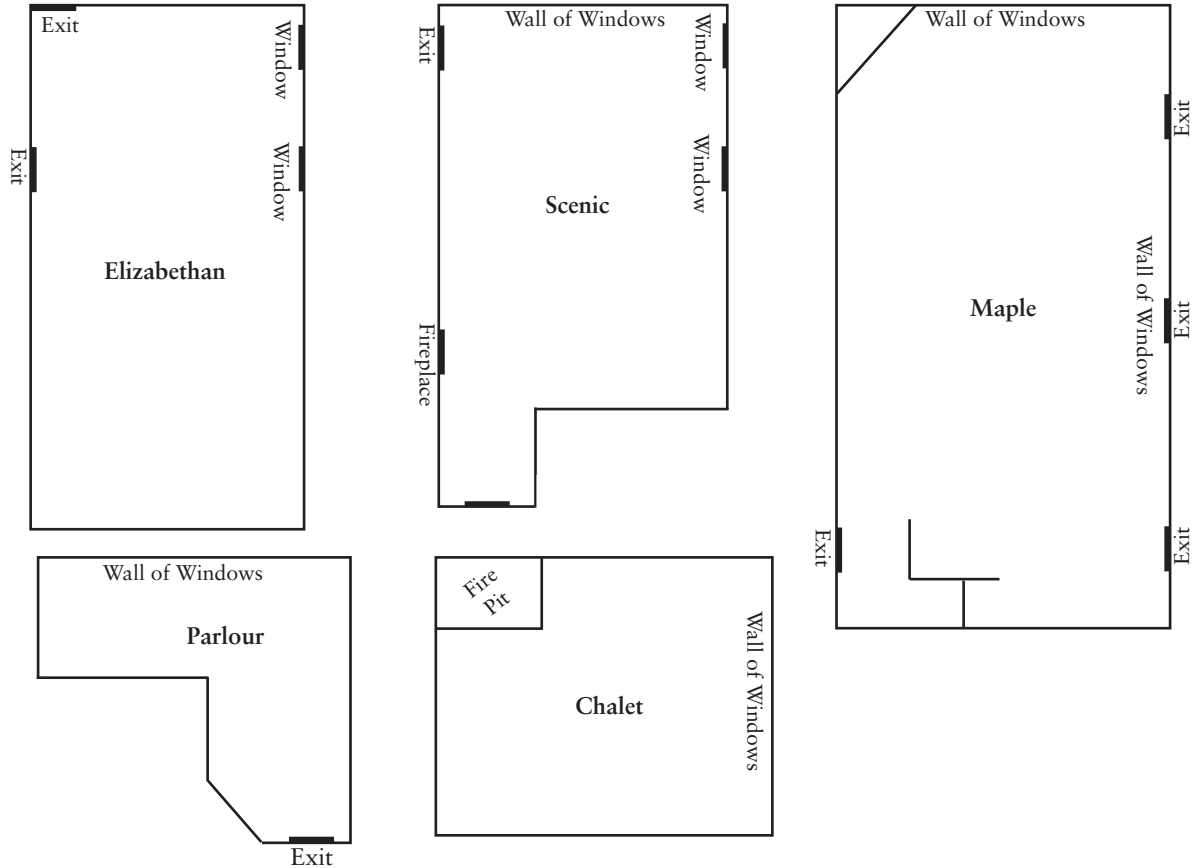 Exit
Window
Exit
Window
Elizabethan
Wall of Windows
Exit
Window
Window
Scenic
Fireplace
Wall of Windows
Exit
Wall of Windows
Exit
Maple
Exit
Exit
Wall of Windows
Parlour
Exit
Fire
Pit
Wall of Windows
Chalet